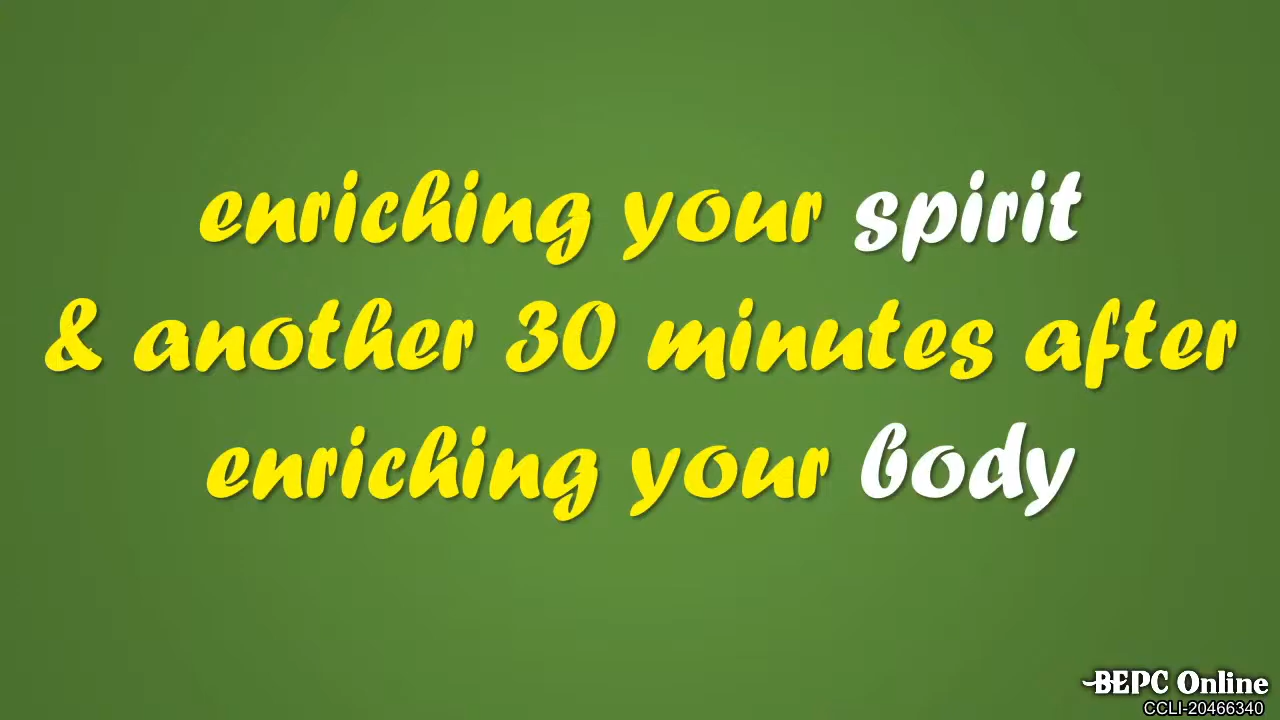 enriching your spirit
& another 30 minutes after
enriching your body
BEPC Online
CCLI-20466340